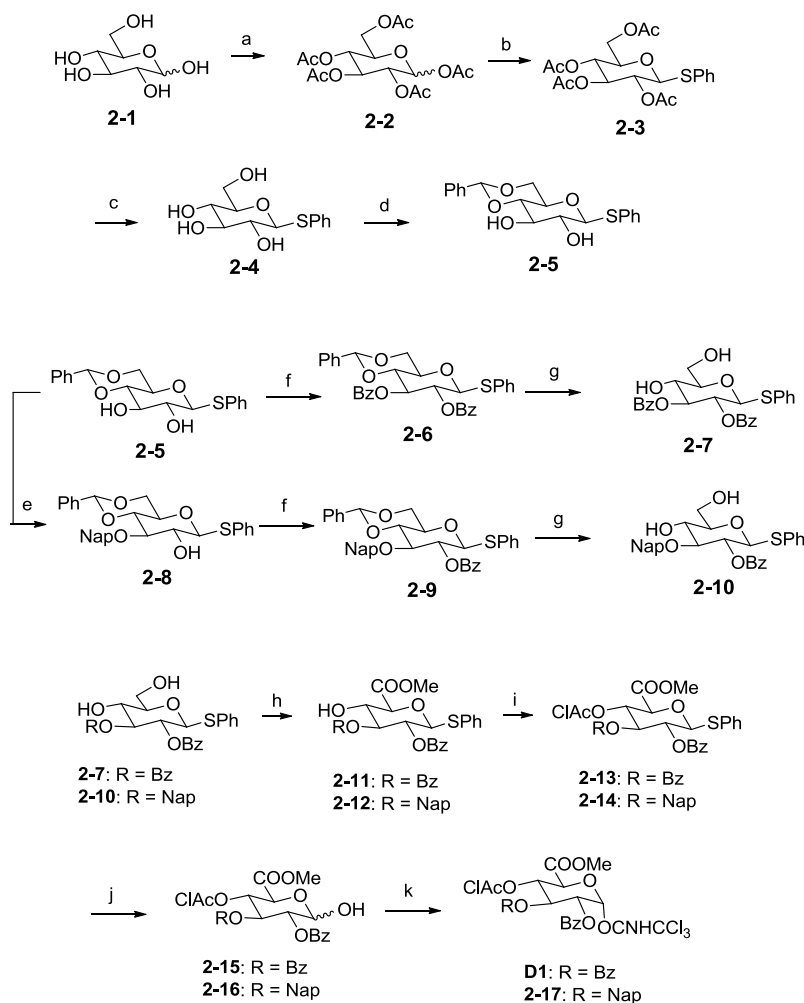 OH
HO
O
HO
OH
OH
2-1
a
OAc
AcO
O
AcO
OAc
OAc
2-2
b
OAc
AcO
O
AcO
SPh
OAc
2-3
c
OH
HO
O
HO
SPh
OH
2-4
d
Ph
O
O
O
HO
SPh
OH
2-5
Ph
O
O
O
HO
SPh
OH
2-5
f
Ph
O
O
O
BzO
SPh
OBz
2-6
g
OH
HO
O
BzO
SPh
OBz
2-7
e
Ph
O
O
O
NapO
SPh
OH
2-8
f
Ph
O
O
O
NapO
SPh
OBz
2-9
g
OH
HO
O
NapO
SPh
OBz
2-10
OH
HO
O
RO
SPh
OBz
2-7: R = Bz
2-10: R = Nap
h
COOMe
HO
O
RO
SPh
OBz
2-11: R = Bz
2-12: R = Nap
i
COOMe
ClAcO
O
RO
SPh
OBz
2-13: R = Bz
2-14: R = Nap
j
COOMe
ClAcO
O
RO
OH
OBz
2-15: R = Bz
2-16: R = Nap
k
COOMe
ClAcO
O
RO
BzO
OCNHCCl3
D1: R = Bz
2-17: R = Nap